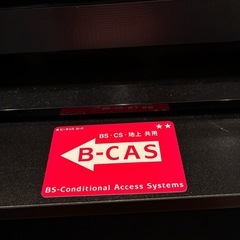 BS・CS・地上 共用
★★
B-CAS
BS-Conditional Access Systems